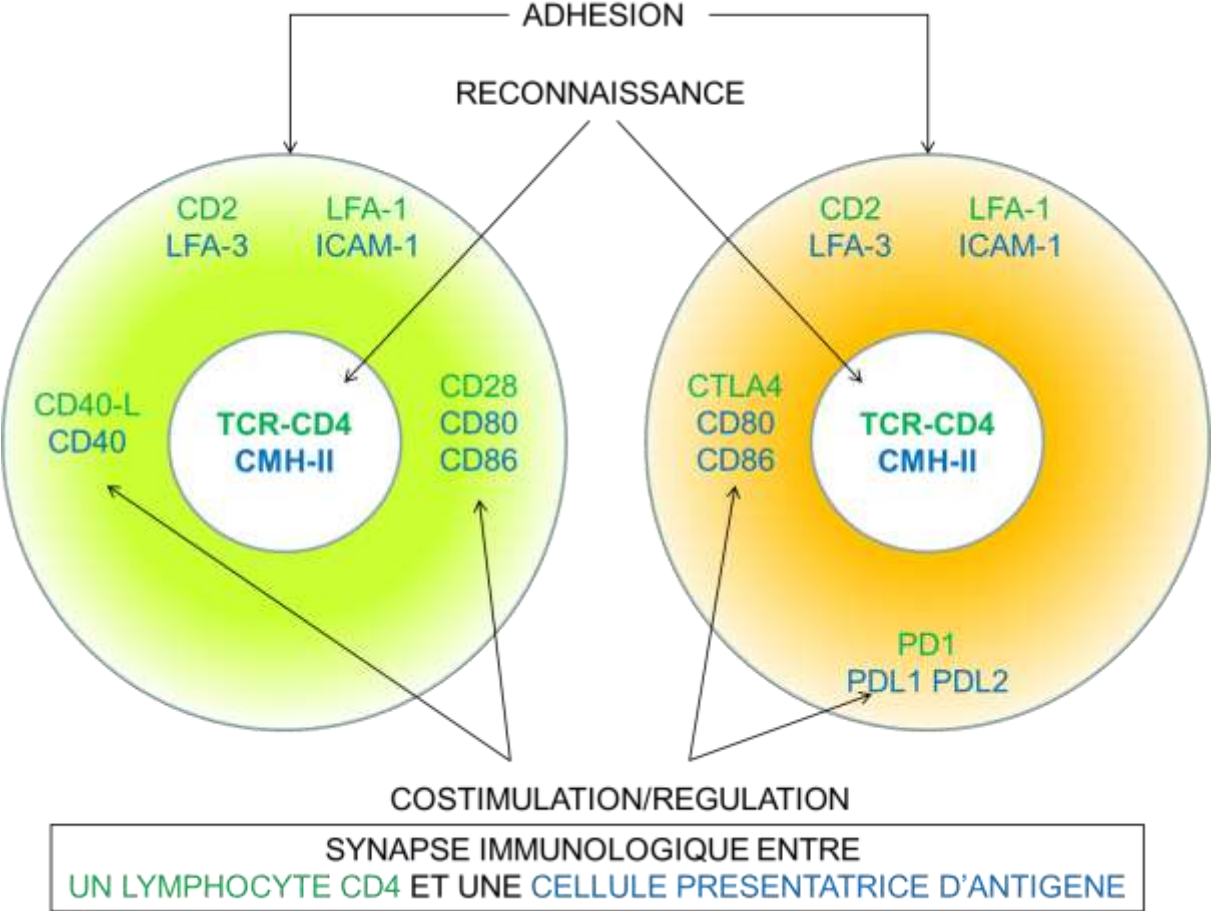 ADHESION
RECONNAISSANCE
CD2 LFA-1
LFA-3 ICAM-1
CD40-L
CD40
TCR-CD4
CMH-II
CD28
CD80
CD86
CD2 LFA-1
LFA-3 ICAM-1
CTLA4
CD80
CD86
TCR-CD4
CMH-II
PD1
PDL1 PDL2
COSTIMULATION/REGULATION
SYNAPSE IMMUNOLOGIQUE ENTRE
UN LYMPHOCYTE CD4 ET UNE CELLULE PRESENTATRICE D'ANTIGENE